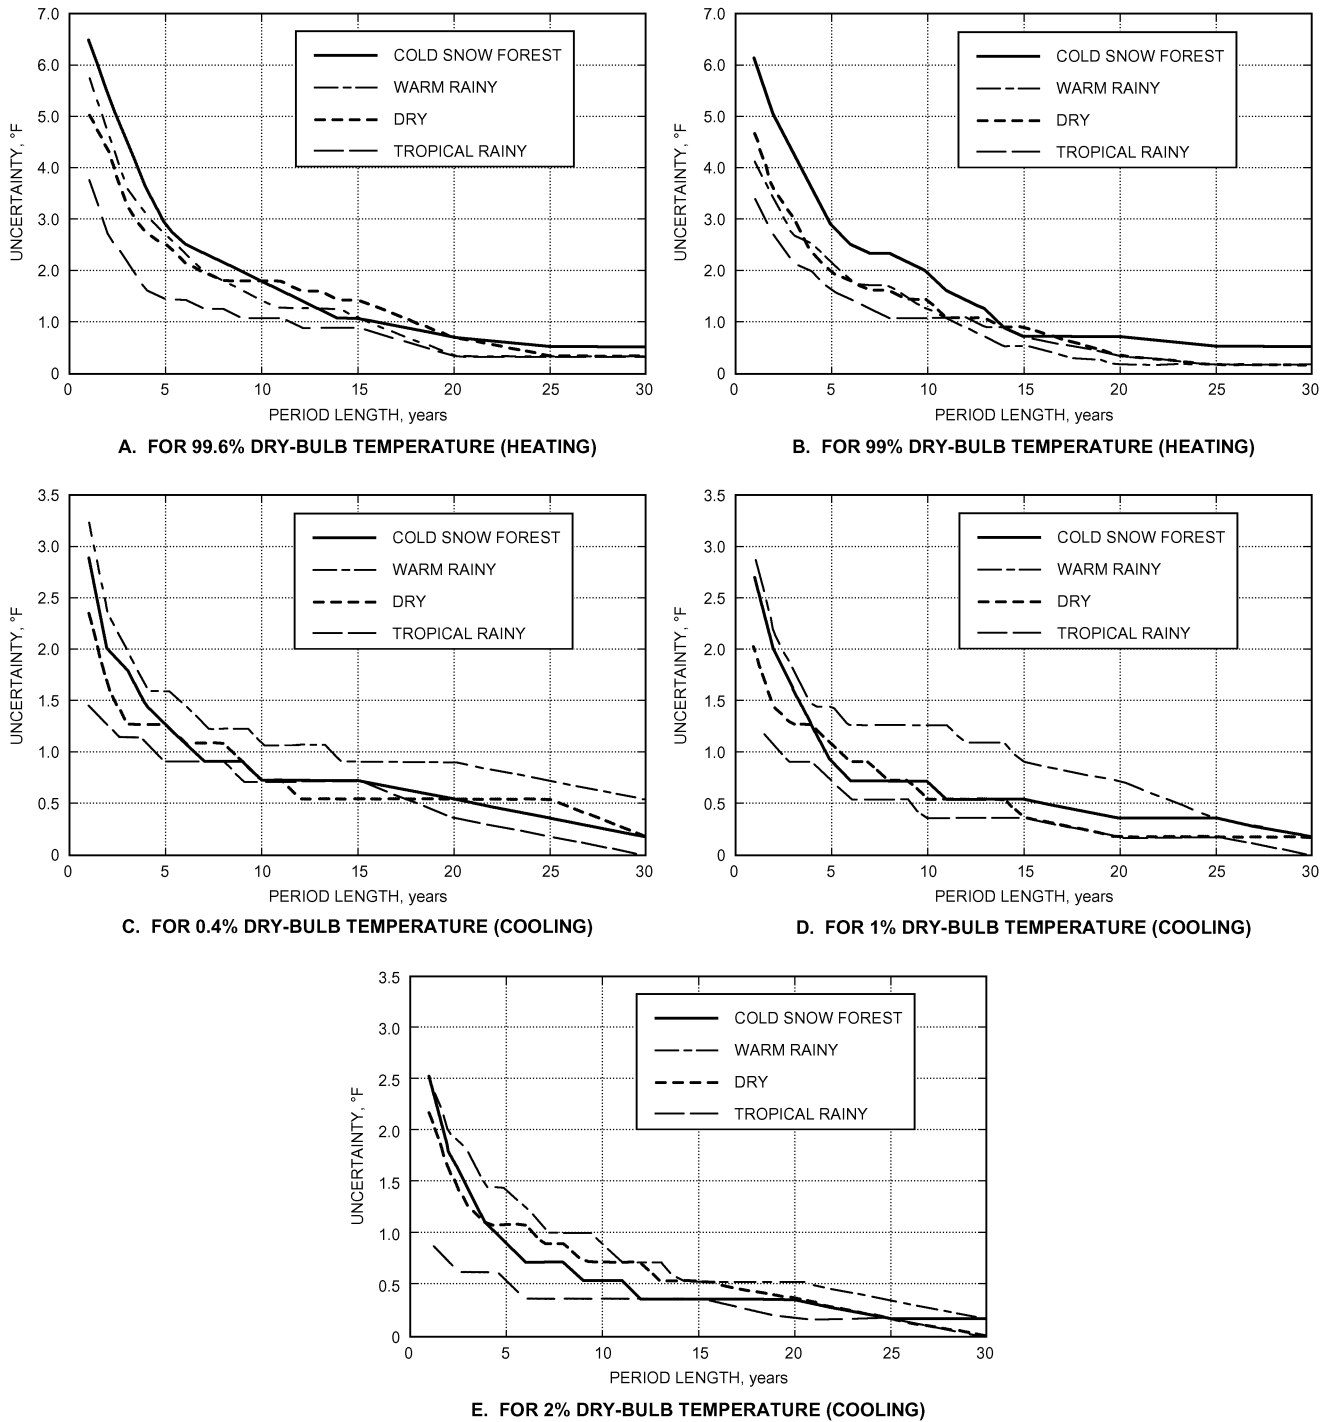 7.0
6.0
5.0
4.0
3.0
2.0
1.0
0
UNCERTAINTY, °F
COLD SNOW FOREST
WARM RAINY
DRY
TROPICAL RAINY
0 5 10 15 20 25 30
PERIOD LENGTH, years
A. FOR 99.6% DRY-BULB TEMPERATURE (HEATING)
7.0
6.0
5.0
4.0
3.0
2.0
1.0
0
UNCERTAINTY, °F
COLD SNOW FOREST
WARM RAINY
DRY
TROPICAL RAINY
0 5 10 15 20 25 30
PERIOD LENGTH, years
B. FOR 99% DRY-BULB TEMPERATURE (HEATING)
3.5
3.0
2.5
2.0
1.5
1.0
0.5
0
UNCERTAINTY, °F
COLD SNOW FOREST
WARM RAINY
DRY
TROPICAL RAINY
0 5 10 15 20 25 30
PERIOD LENGTH, years
C. FOR 0.4% DRY-BULB TEMPERATURE (COOLING)
3.5
3.0
2.5
2.0
1.5
1.0
0.5
0
UNCERTAINTY, °F
COLD SNOW FOREST
WARM RAINY
DRY
TROPICAL RAINY
0 5 10 15 20 25 30
PERIOD LENGTH, years
D. FOR 1% DRY-BULB TEMPERATURE (COOLING)
3.5
3.0
2.5
2.0
1.5
1.0
0.5
0
UNCERTAINTY, °F
COLD SNOW FOREST
WARM RAINY
DRY
TROPICAL RAINY
0 5 10 15 20 25 30
PERIOD LENGTH, years
E. FOR 2% DRY-BULB TEMPERATURE (COOLING)